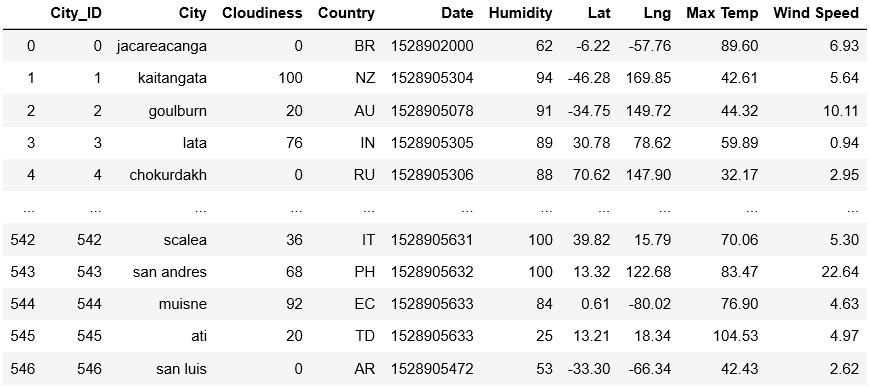 City_ID City Cloudiness Country Date Humidity Lat Lng Max Temp Wind Speed
0 0 jacareacanga 0 BR 1528902000 62 -6.22 -57.76 89.60 6.93
1 1 kaitangata 100 NZ 1528905304 94 -46.28 169.85 42.61 5.64
2 2 goulburn 20 AU 1528905078 91 -34.75 149.72 44.32 10.11
3 3 lata 76 IN 1528905305 89 30.78 78.62 59.89 0.94
4 4 chokurdakh 0 RU 1528905306 88 70.62 147.90 32.17 2.95
... ... ... ... ... ... ... ... ... ... ...
542 542 scalea 36 IT 1528905631 100 39.82 15.79 70.06 5.30
543 543 san andres 68 PH 1528905632 100 13.32 122.68 83.47 22.64
544 544 muisne 92 EC 1528905633 84 0.61 -80.02 76.90 4.63
545 545 ati 20 TD 1528905633 25 13.21 18.34 104.53 4.97
546 546 san luis 0 AR 1528905472 53 -33.30 -66.34 42.43 2.62